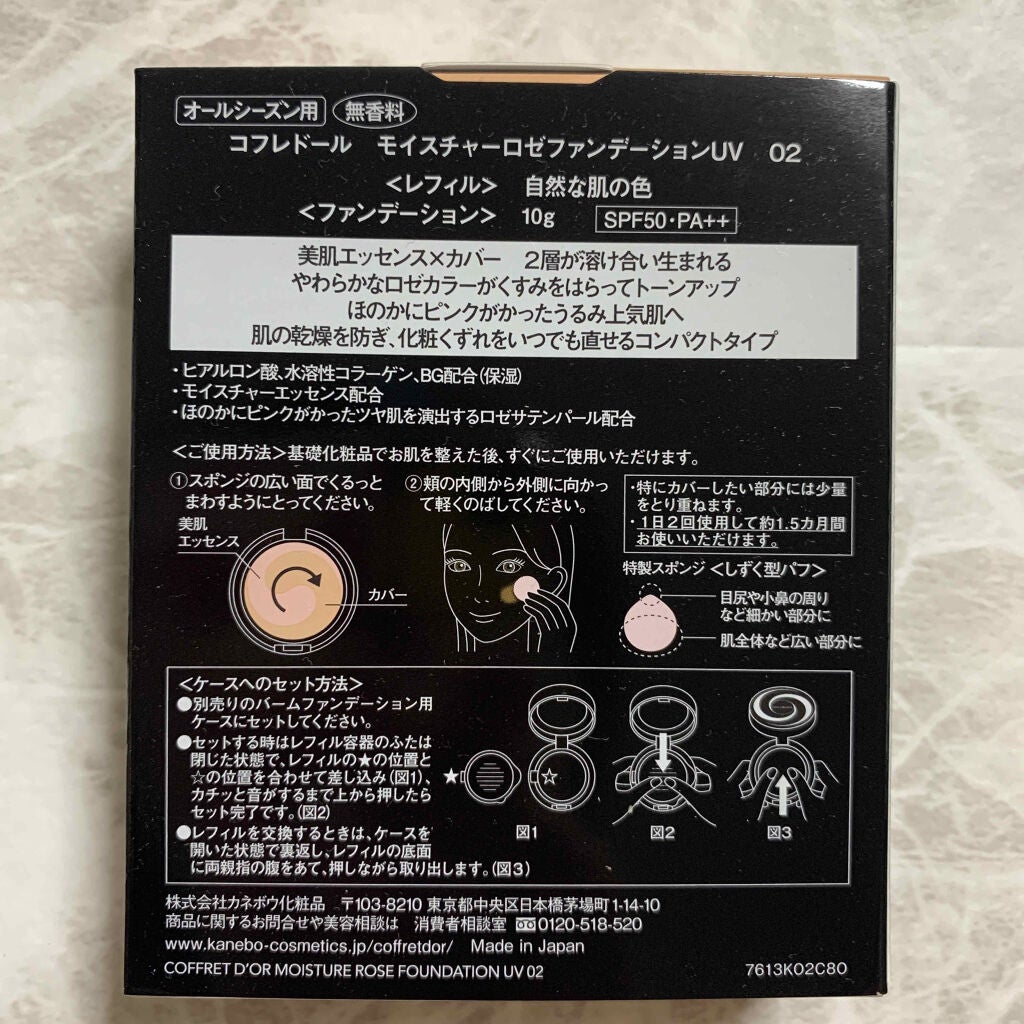 オールシーズン用 無香料
コフレドール モイスチャーロゼファンデーションUV 02
<レフィル> 自然な肌の色
<ファンデーション> 10g SPF50・PA++
美肌エッセンス×カバー 2層が溶け合い生まれる
やわらかなロゼカラーがくすみをはらってトーンアップ
ほのかにピンクがかったうるみ上気肌へ
肌の乾燥を防ぎ、化粧くずれをいつでも直せるコンパクトタイプ
・ヒアルロン酸、水溶性コラーゲン、BG配合(保湿)
・モイスチャーエッセンス配合
・ほのかにピンクがかったツヤ肌を演出するロゼサテンパール配合
<ご使用方法>基礎化粧品でお肌を整えた後、すぐにご使用いただけます。
①スポンジの広い面でくるっと
まわすようにとってください。
美肌
エッセンス
カバー
②頬の内側から外側に向かっ
て軽くのばしてください。
・特にカバーしたい部分には少量
をとり重ねます。
・1日2回使用して約1.5カ月間
お使いいただけます。
特製スポンジ <しずく型パフ>
目尻や小鼻の周り
など細かい部分に
肌全体など広い部分に
<ケースへのセット方法>
●別売りのバームファンデーション用
ケースにセットしてください。
●セットする時はレフィル容器のふたは
閉じた状態で、レフィルの★の位置と
☆の位置を合わせて差し込み(図1)、
カチッと音がするまで上から押したら
セット完了です。(図2)
●レフィルを交換するときは、ケースを
開いた状態で裏返し、レフィルの底面
に両親指の腹をあて、押しながら取り出します。(図3)
★ ☆
図1 図2 図3
株式会社カネボウ化粧品 〒103-8210 東京都中央区日本橋茅場町1-14-10
商品に関するお問合せや美容相談は 消費者相談室 0120-518-520
www.kanebo-cosmetics.jp/coffretdor/ Made in Japan
COFFRET D'OR MOISTURE ROSE FOUNDATION UV 02 7613K02C80